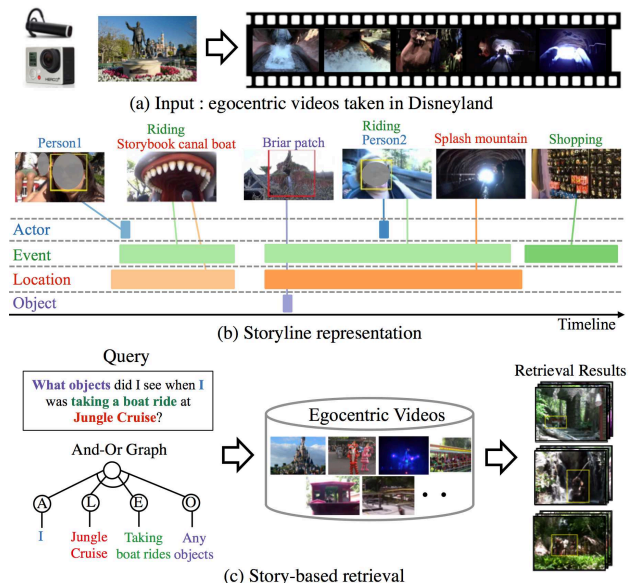 (a) Input : egocentric videos taken in Disneyland
Person1
Riding
Storybook canal boat
Briar patch
Riding
Person2
Splash mountain
Shopping
Actor
Event
Location
Object
Timeline
(b) Storyline representation
Query
What objects did I see when I
was taking a boat ride at
Jungle Cruise?
And-Or Graph
A L E O
I
Jungle
Cruise
Taking
boat rides
Any
objects
Egocentric Videos
Retrieval Results
(c) Story-based retrieval